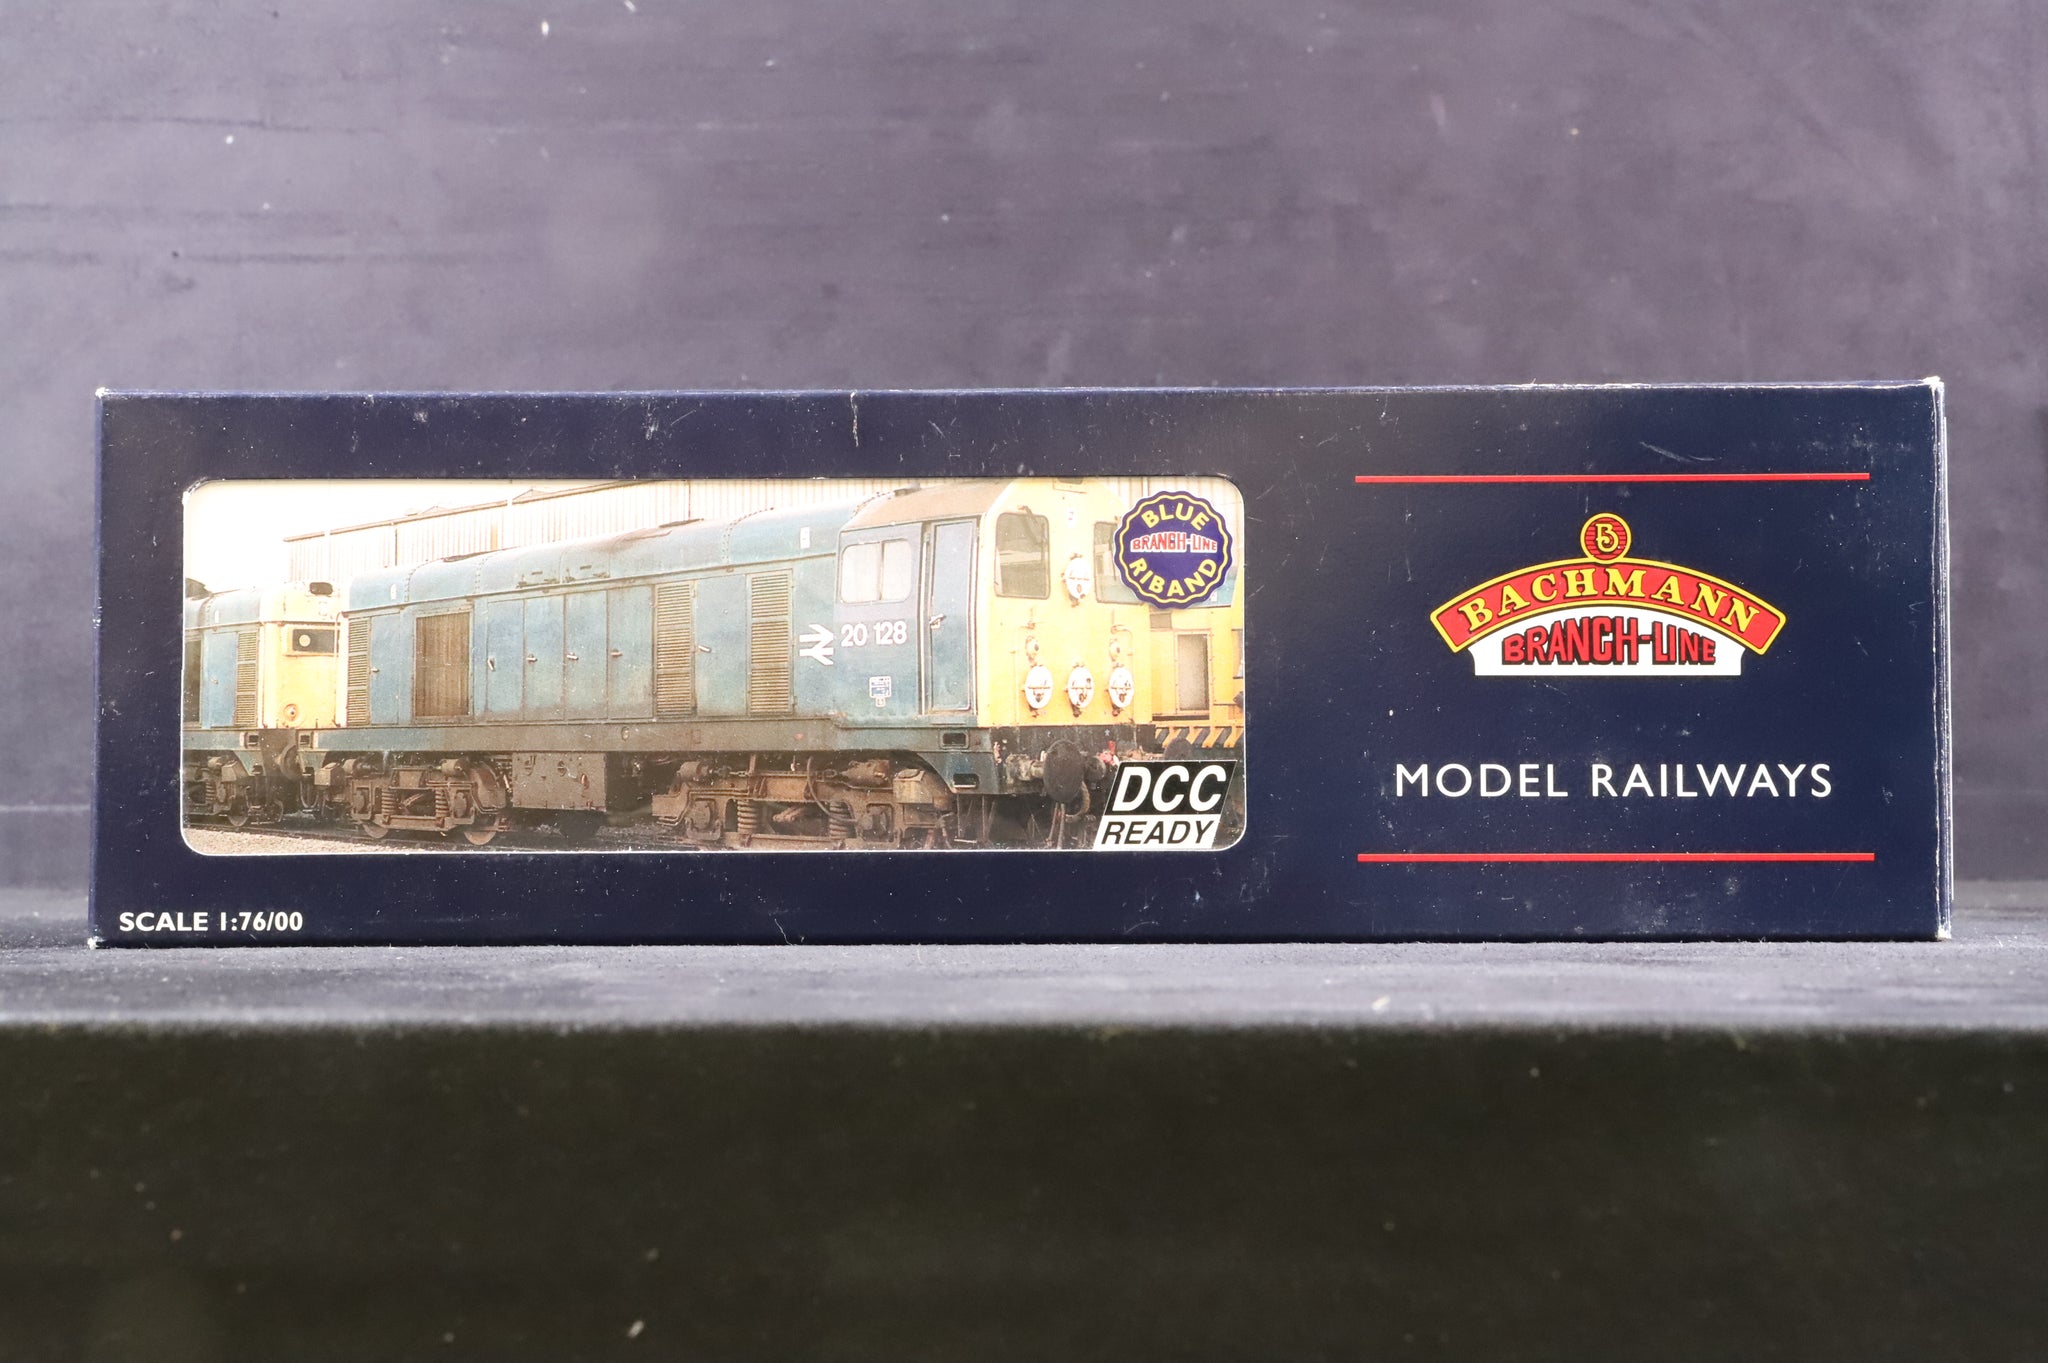 BLUE
BRANCH-LINE
RIBAND
20 128
DCC
READY
B
BACHMANN
BRANCH-LINE
MODEL RAILWAYS
SCALE 1:76/00